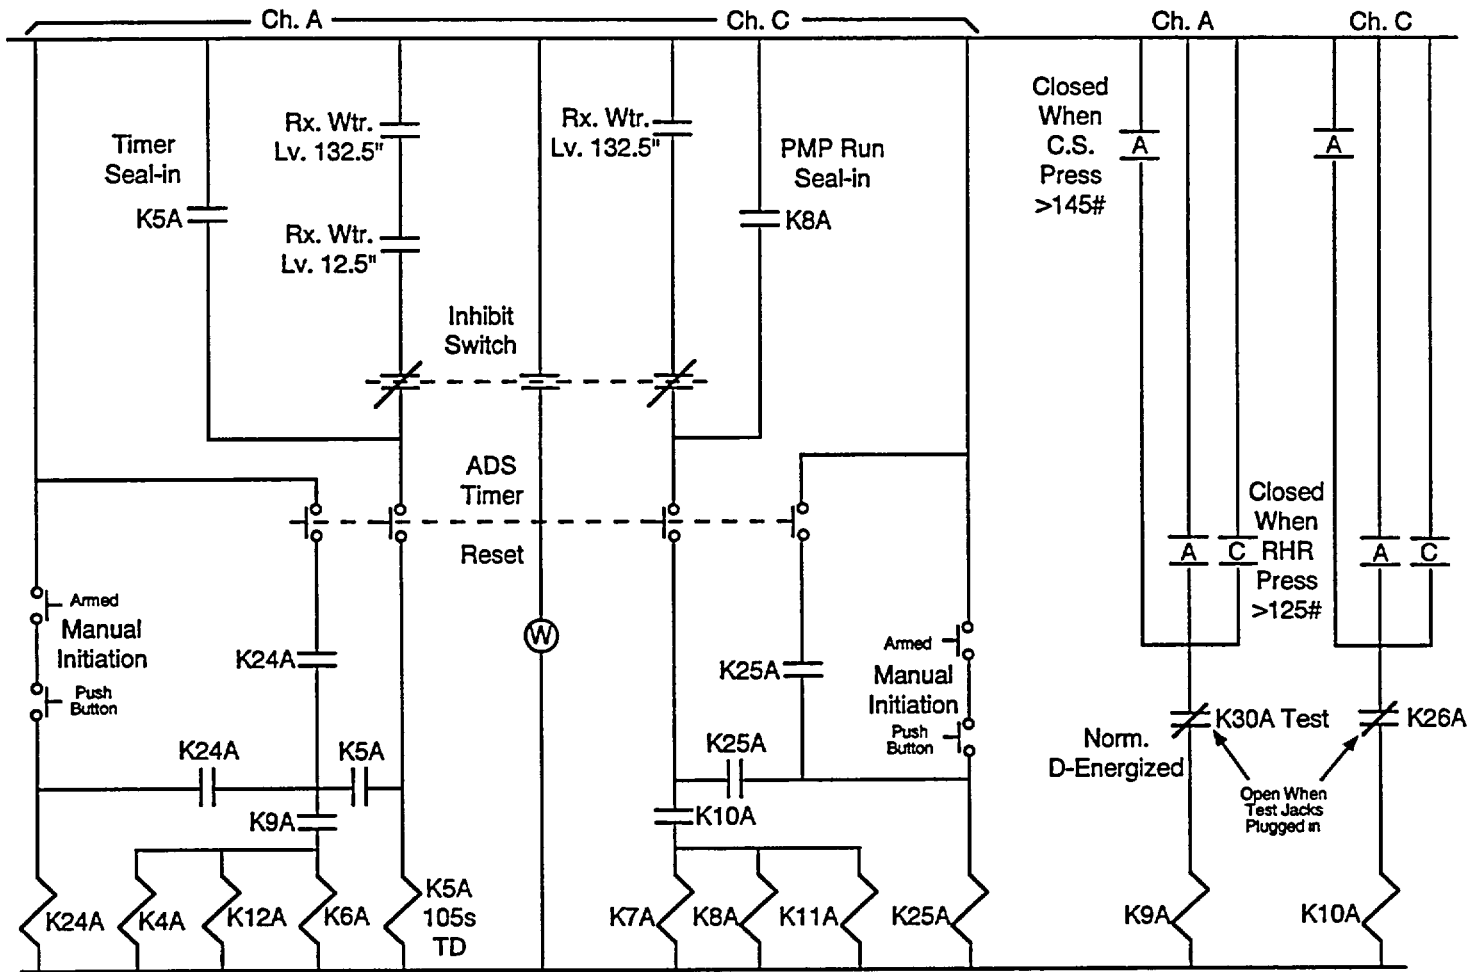 Ch. A
Ch. C
Ch. A
Ch. C
Timer
Seal-in
K5A
Rx. Wtr.
Lv. 132.5"
Rx. Wtr.
Lv. 12.5"
Rx. Wtr.
Lv. 132.5"
PMP Run
Seal-in
K8A
Closed
When
C.S.
Press
>145#
A
A
Inhibit
Switch
ADS
Timer
Reset
Closed
When
RHR
Press
>125#
A
C
A
C
Armed
Manual
Initiation
Push
Button
K24A
W
K25A
Armed
Manual
Initiation
Push
Button
K24A
K5A
K25A
K9A
K10A
K30A Test
K26A
Norm.
D-Energized
Open When
Test Jacks
Plugged in
K24A
K4A
K12A
K6A
K5A
105s
TD
K7A
K8A
K11A
K25A
K9A
K10A